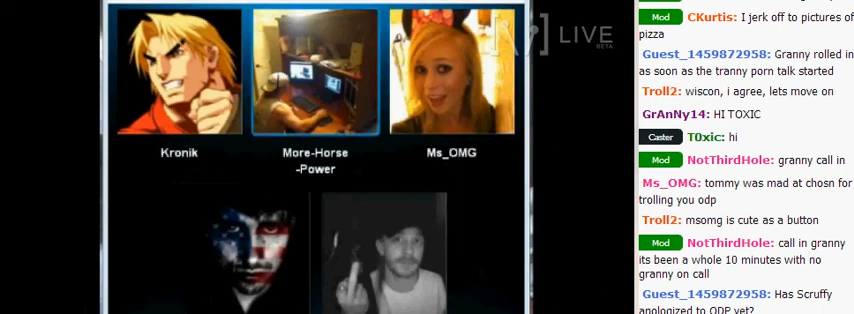 LIVE
BETA
Kronik
More-Horse
-Power
Ms_OMG
Mod CKurtis: I jerk off to pictures of
pizza
Guest_1459872958: Granny rolled in
as soon as the tranny porn talk started
Troll2: wiscon, i agree, lets move on
GrAnNy14: HI TOXIC
Caster T0xic: hi
Mod NotThirdHole: granny call in
Ms_OMG: tommy was mad at chosn for
trolling you odp
Troll2: msomg is cute as a button
Mod NotThirdHole: call in granny
its been a whole 10 minutes with no
granny on call
Guest_1459872958: Has Scruffy
apologized to ODP yet?